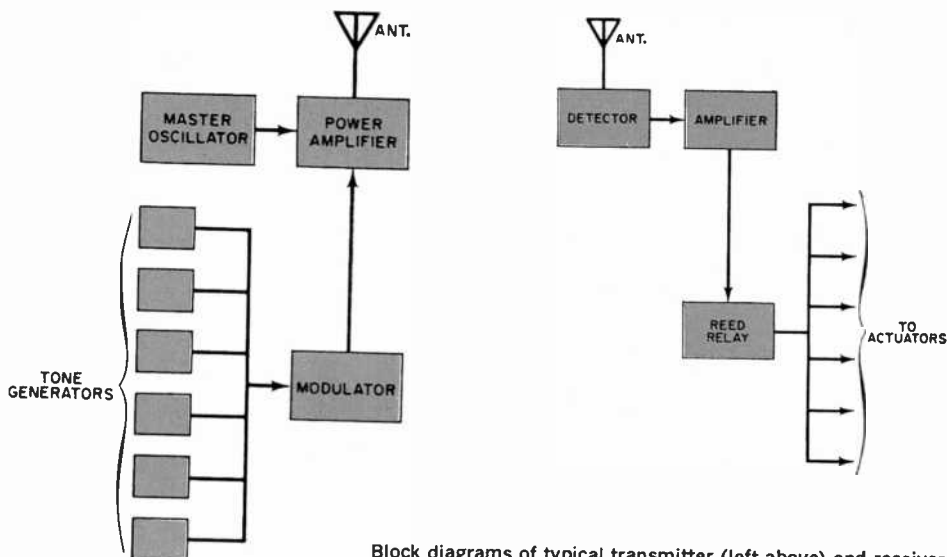 ANT.
MASTER
OSCILLATOR
POWER
AMPLIFIER
TONE
GENERATORS
MODULATOR
ANT.
DETECTOR
AMPLIFIER
REED
RELAY
TO
ACTUATORS
Block diagrams of typical transmitter (left above) and receiver